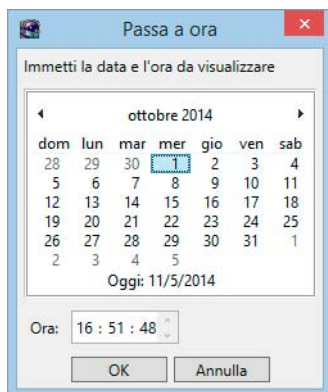 Passa a ora
Immetti la data e l'ora da visualizzare
ottobre 2014
dom lun mar mer gio ven sab
28 29 30 1 2 3 4
5 6 7 8 9 10 11
12 13 14 15 16 17 18
19 20 21 22 23 24 25
26 27 28 29 30 31 1
2 3 4 5
Oggi: 11/5/2014
Ora: 16 : 51 : 48
OK Annulla